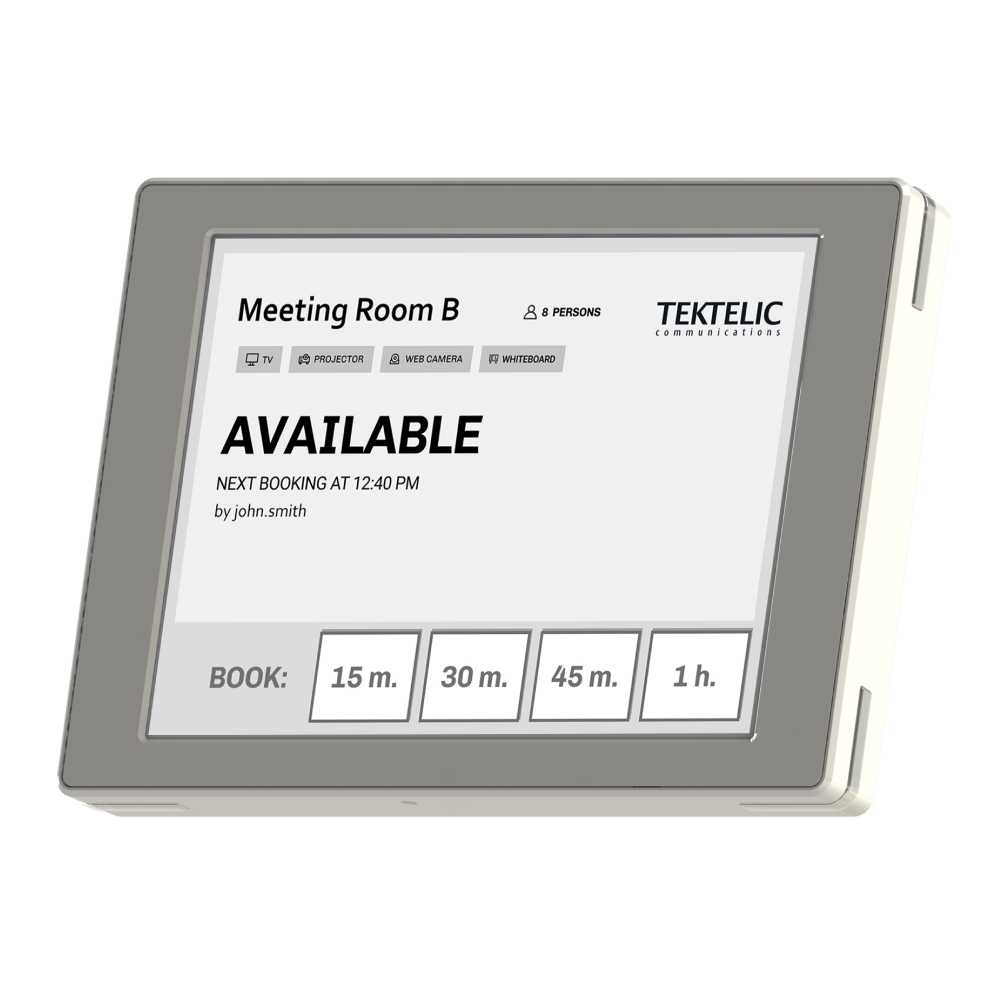 Meeting Room B
8 PERSONS
TEKTELIC
communications
TV
PROJECTOR
WEB CAMERA
WHITEBOARD
AVAILABLE
NEXT BOOKING AT 12:40 PM
by john.smith
BOOK:
15 m.
30 m.
45 m.
1 h.